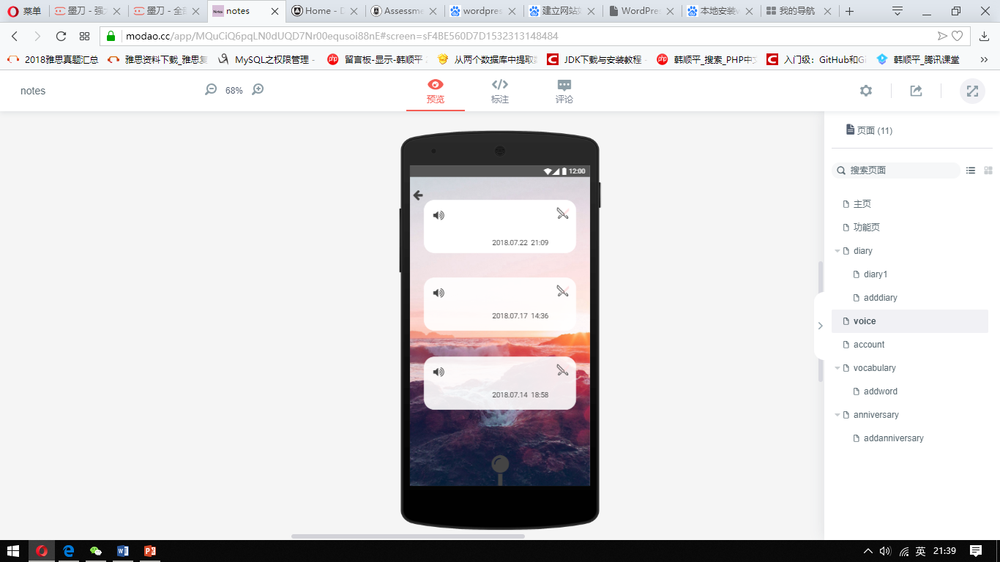 菜单
墨刀 - 强
墨刀 - 全
notes
Home -
Assessme
wordpres
建立网站
WordPres
本地安装
我的导航
modao.cc/app/MQuCiQ6pqLN0dUQD7Nr00equsoi88nE#screen=sF4BE560D7D1532313148484
2018雅思真题汇总
雅思资料下载_雅思
MySQL之权限管理 -
留言板-显示-韩顺平
从两个数据库中提取
JDK下载与安装教程 -
韩顺平_搜索_PHP中
入门级：GitHub和Gi
韩顺平_腾讯课堂
notes
68%
预览
标注
评论
12:00
2018.07.22 21:09
2018.07.17 14:36
2018.07.14 18:58
页面 (11)
搜索页面
主页
功能页
diary
diary1
adddiary
voice
account
vocabulary
addword
anniversary
addanniversary
英
21:39